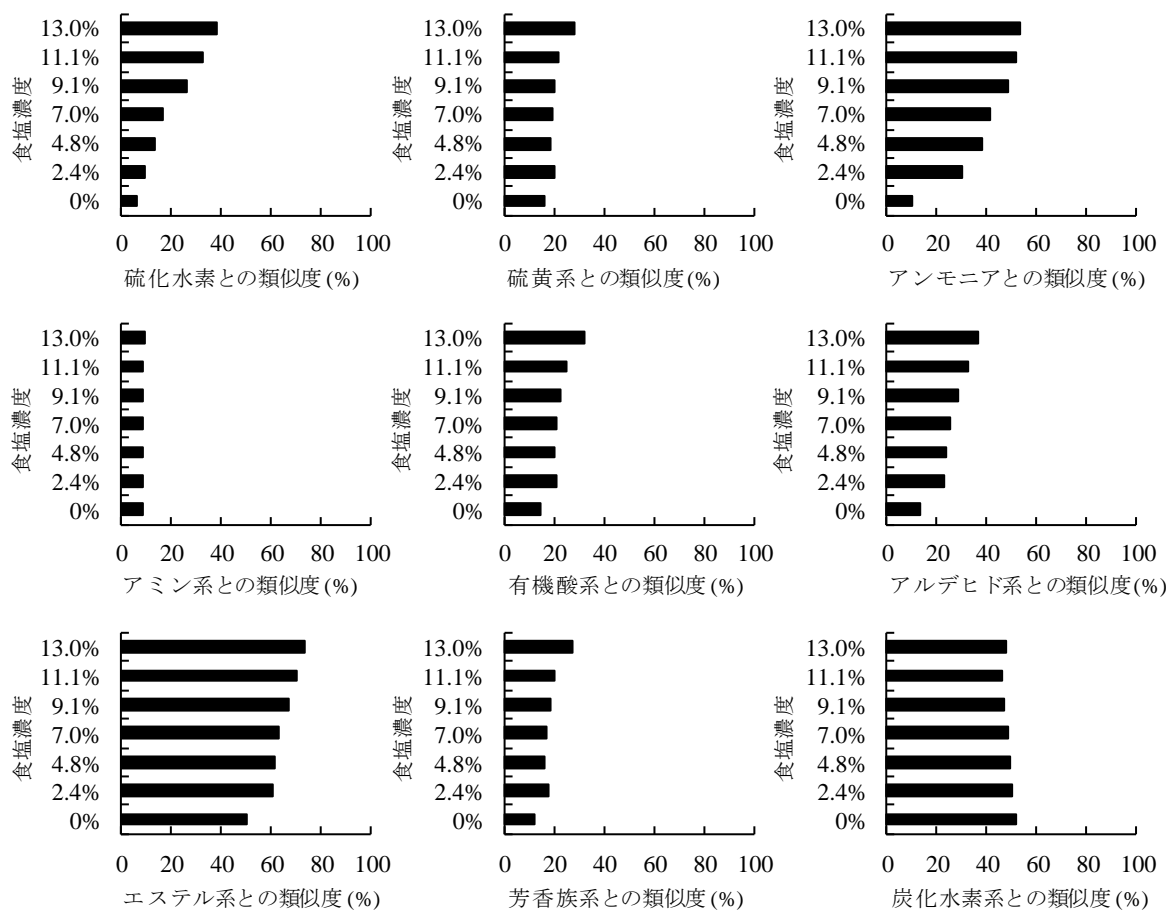 食塩濃度
13.0%
11.1%
9.1%
7.0%
4.8%
2.4%
0%
0 20 40 60 80 100
硫化水素との類似度(%)
食塩濃度
13.0%
11.1%
9.1%
7.0%
4.8%
2.4%
0%
0 20 40 60 80 100
硫黄系との類似度(%)
食塩濃度
13.0%
11.1%
9.1%
7.0%
4.8%
2.4%
0%
0 20 40 60 80 100
アンモニアとの類似度(%)
食塩濃度
13.0%
11.1%
9.1%
7.0%
4.8%
2.4%
0%
0 20 40 60 80 100
アミン系との類似度(%)
食塩濃度
13.0%
11.1%
9.1%
7.0%
4.8%
2.4%
0%
0 20 40 60 80 100
有機酸系との類似度(%)
食塩濃度
13.0%
11.1%
9.1%
7.0%
4.8%
2.4%
0%
0 20 40 60 80 100
アルデヒド系との類似度(%)
食塩濃度
13.0%
11.1%
9.1%
7.0%
4.8%
2.4%
0%
0 20 40 60 80 100
エステル系との類似度(%)
食塩濃度
13.0%
11.1%
9.1%
7.0%
4.8%
2.4%
0%
0 20 40 60 80 100
芳香族系との類似度(%)
食塩濃度
13.0%
11.1%
9.1%
7.0%
4.8%
2.4%
0%
0 20 40 60 80 100
炭化水素系との類似度(%)